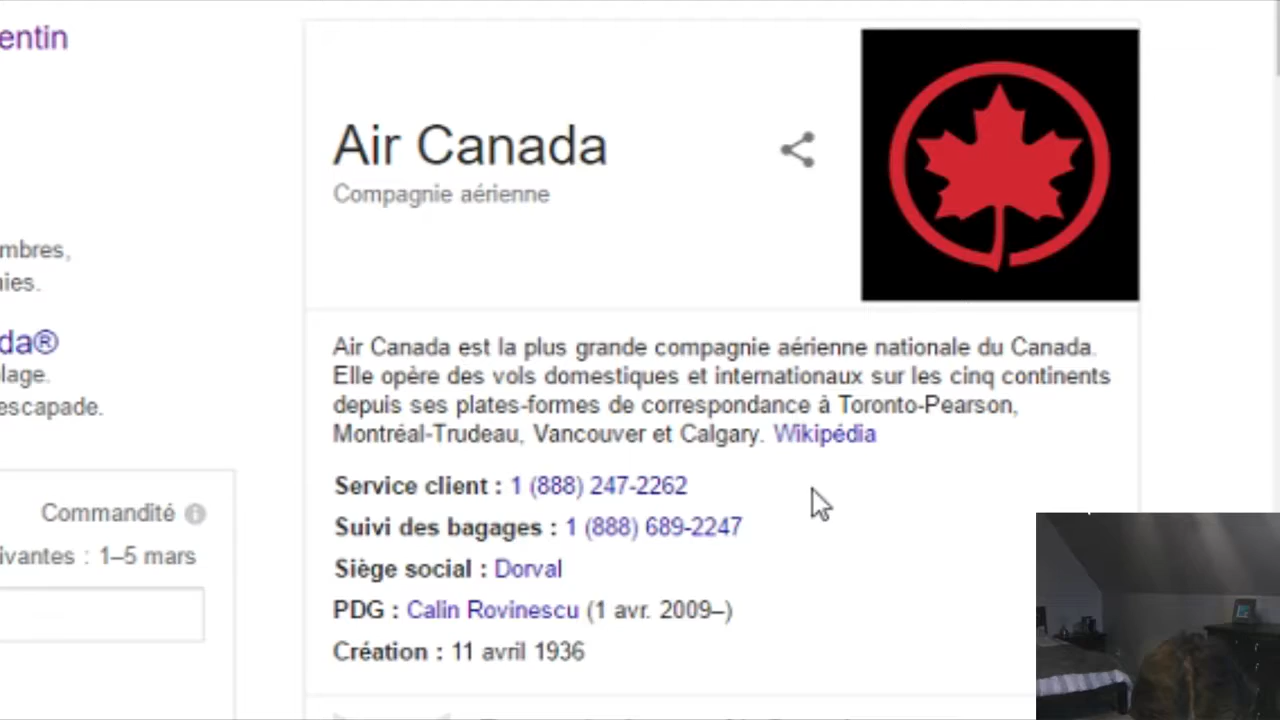 entin
mbres,
ies.
da®
lage.
escapade.
Commandité
ivantes : 1–5 mars
Air Canada
Compagnie aérienne
Air Canada est la plus grande compagnie aérienne nationale du Canada.
Elle opère des vols domestiques et internationaux sur les cinq continents
depuis ses plates-formes de correspondance à Toronto-Pearson,
Montréal-Trudeau, Vancouver et Calgary. Wikipédia
Service client : 1 (888) 247-2262
Suivi des bagages : 1 (888) 689-2247
Siège social : Dorval
PDG : Calin Rovinescu (1 avr. 2009–)
Création : 11 avril 1936